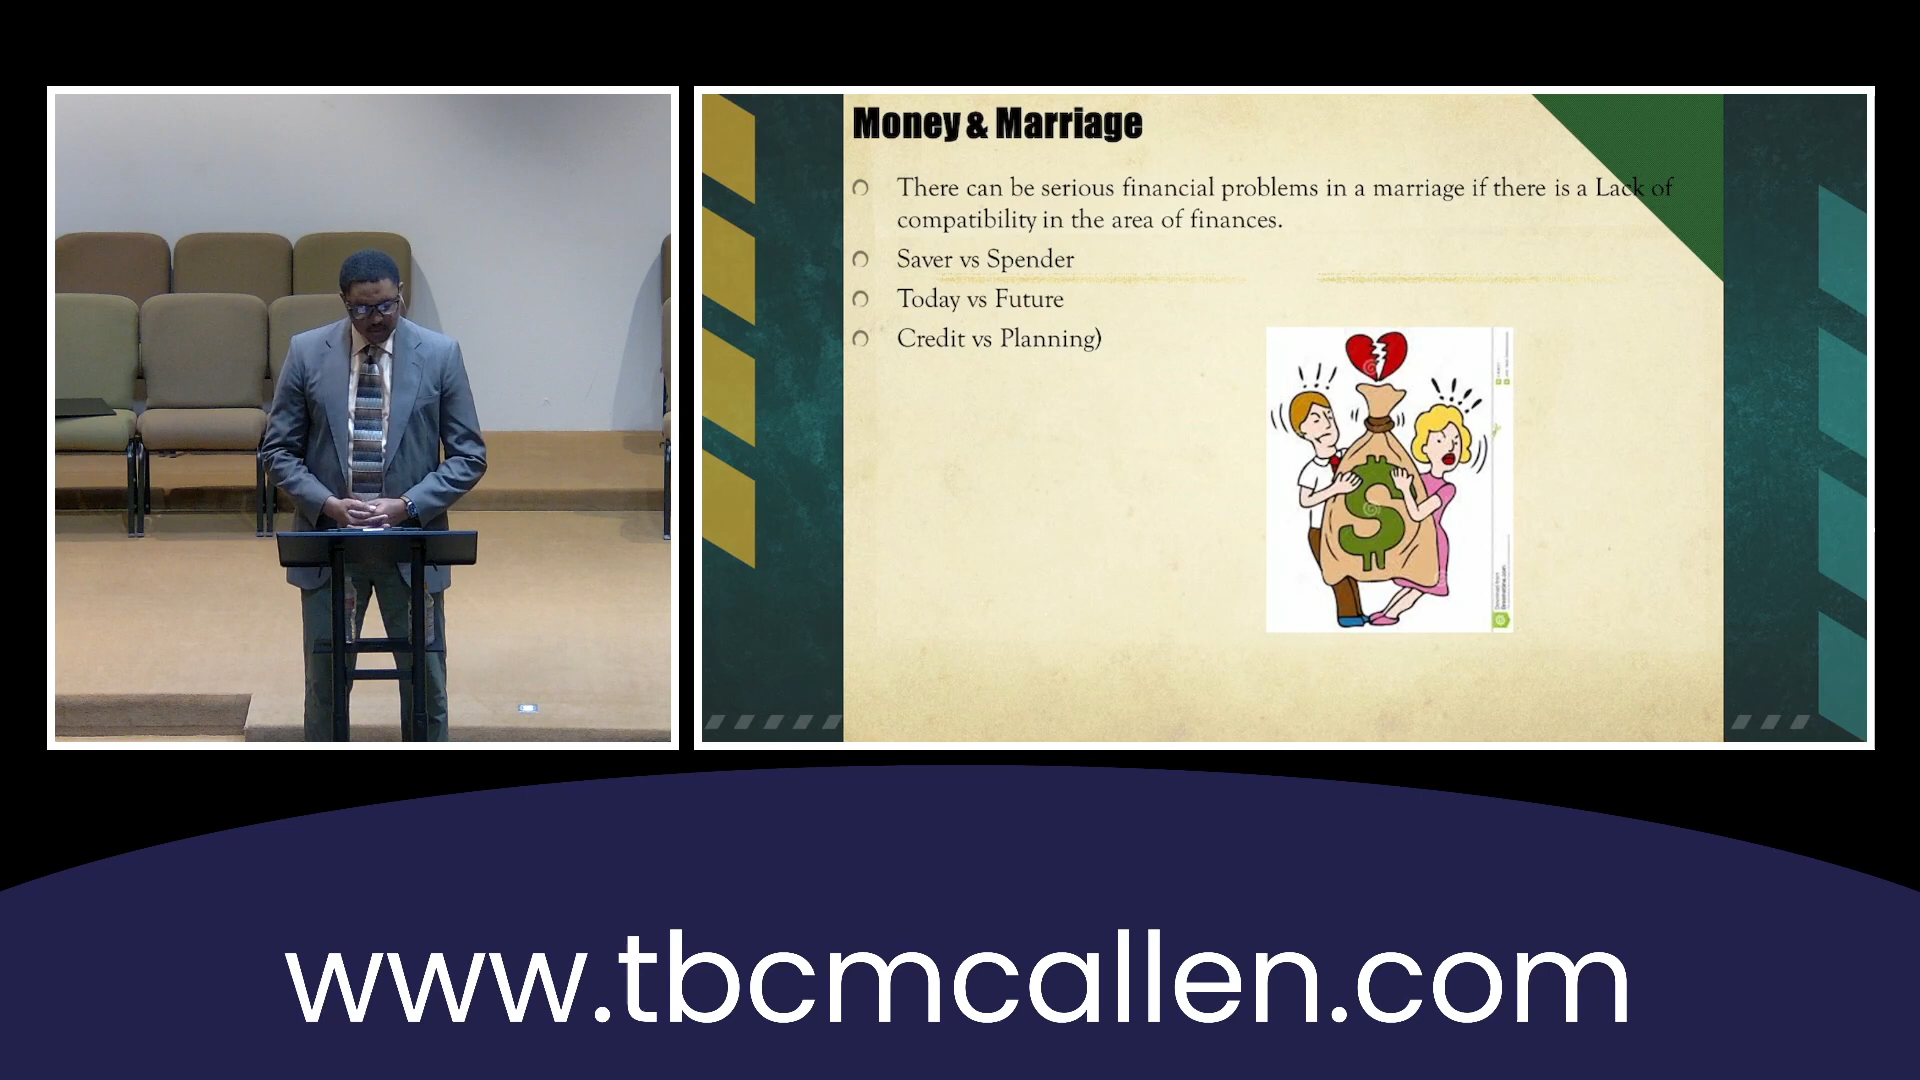 Money & Marriage
There can be serious financial problems in a marriage if there is a Lack of
compatibility in the area of finances.
Saver vs Spender
Today vs Future
Credit vs Planning)
$
www.tbcmcallen.com